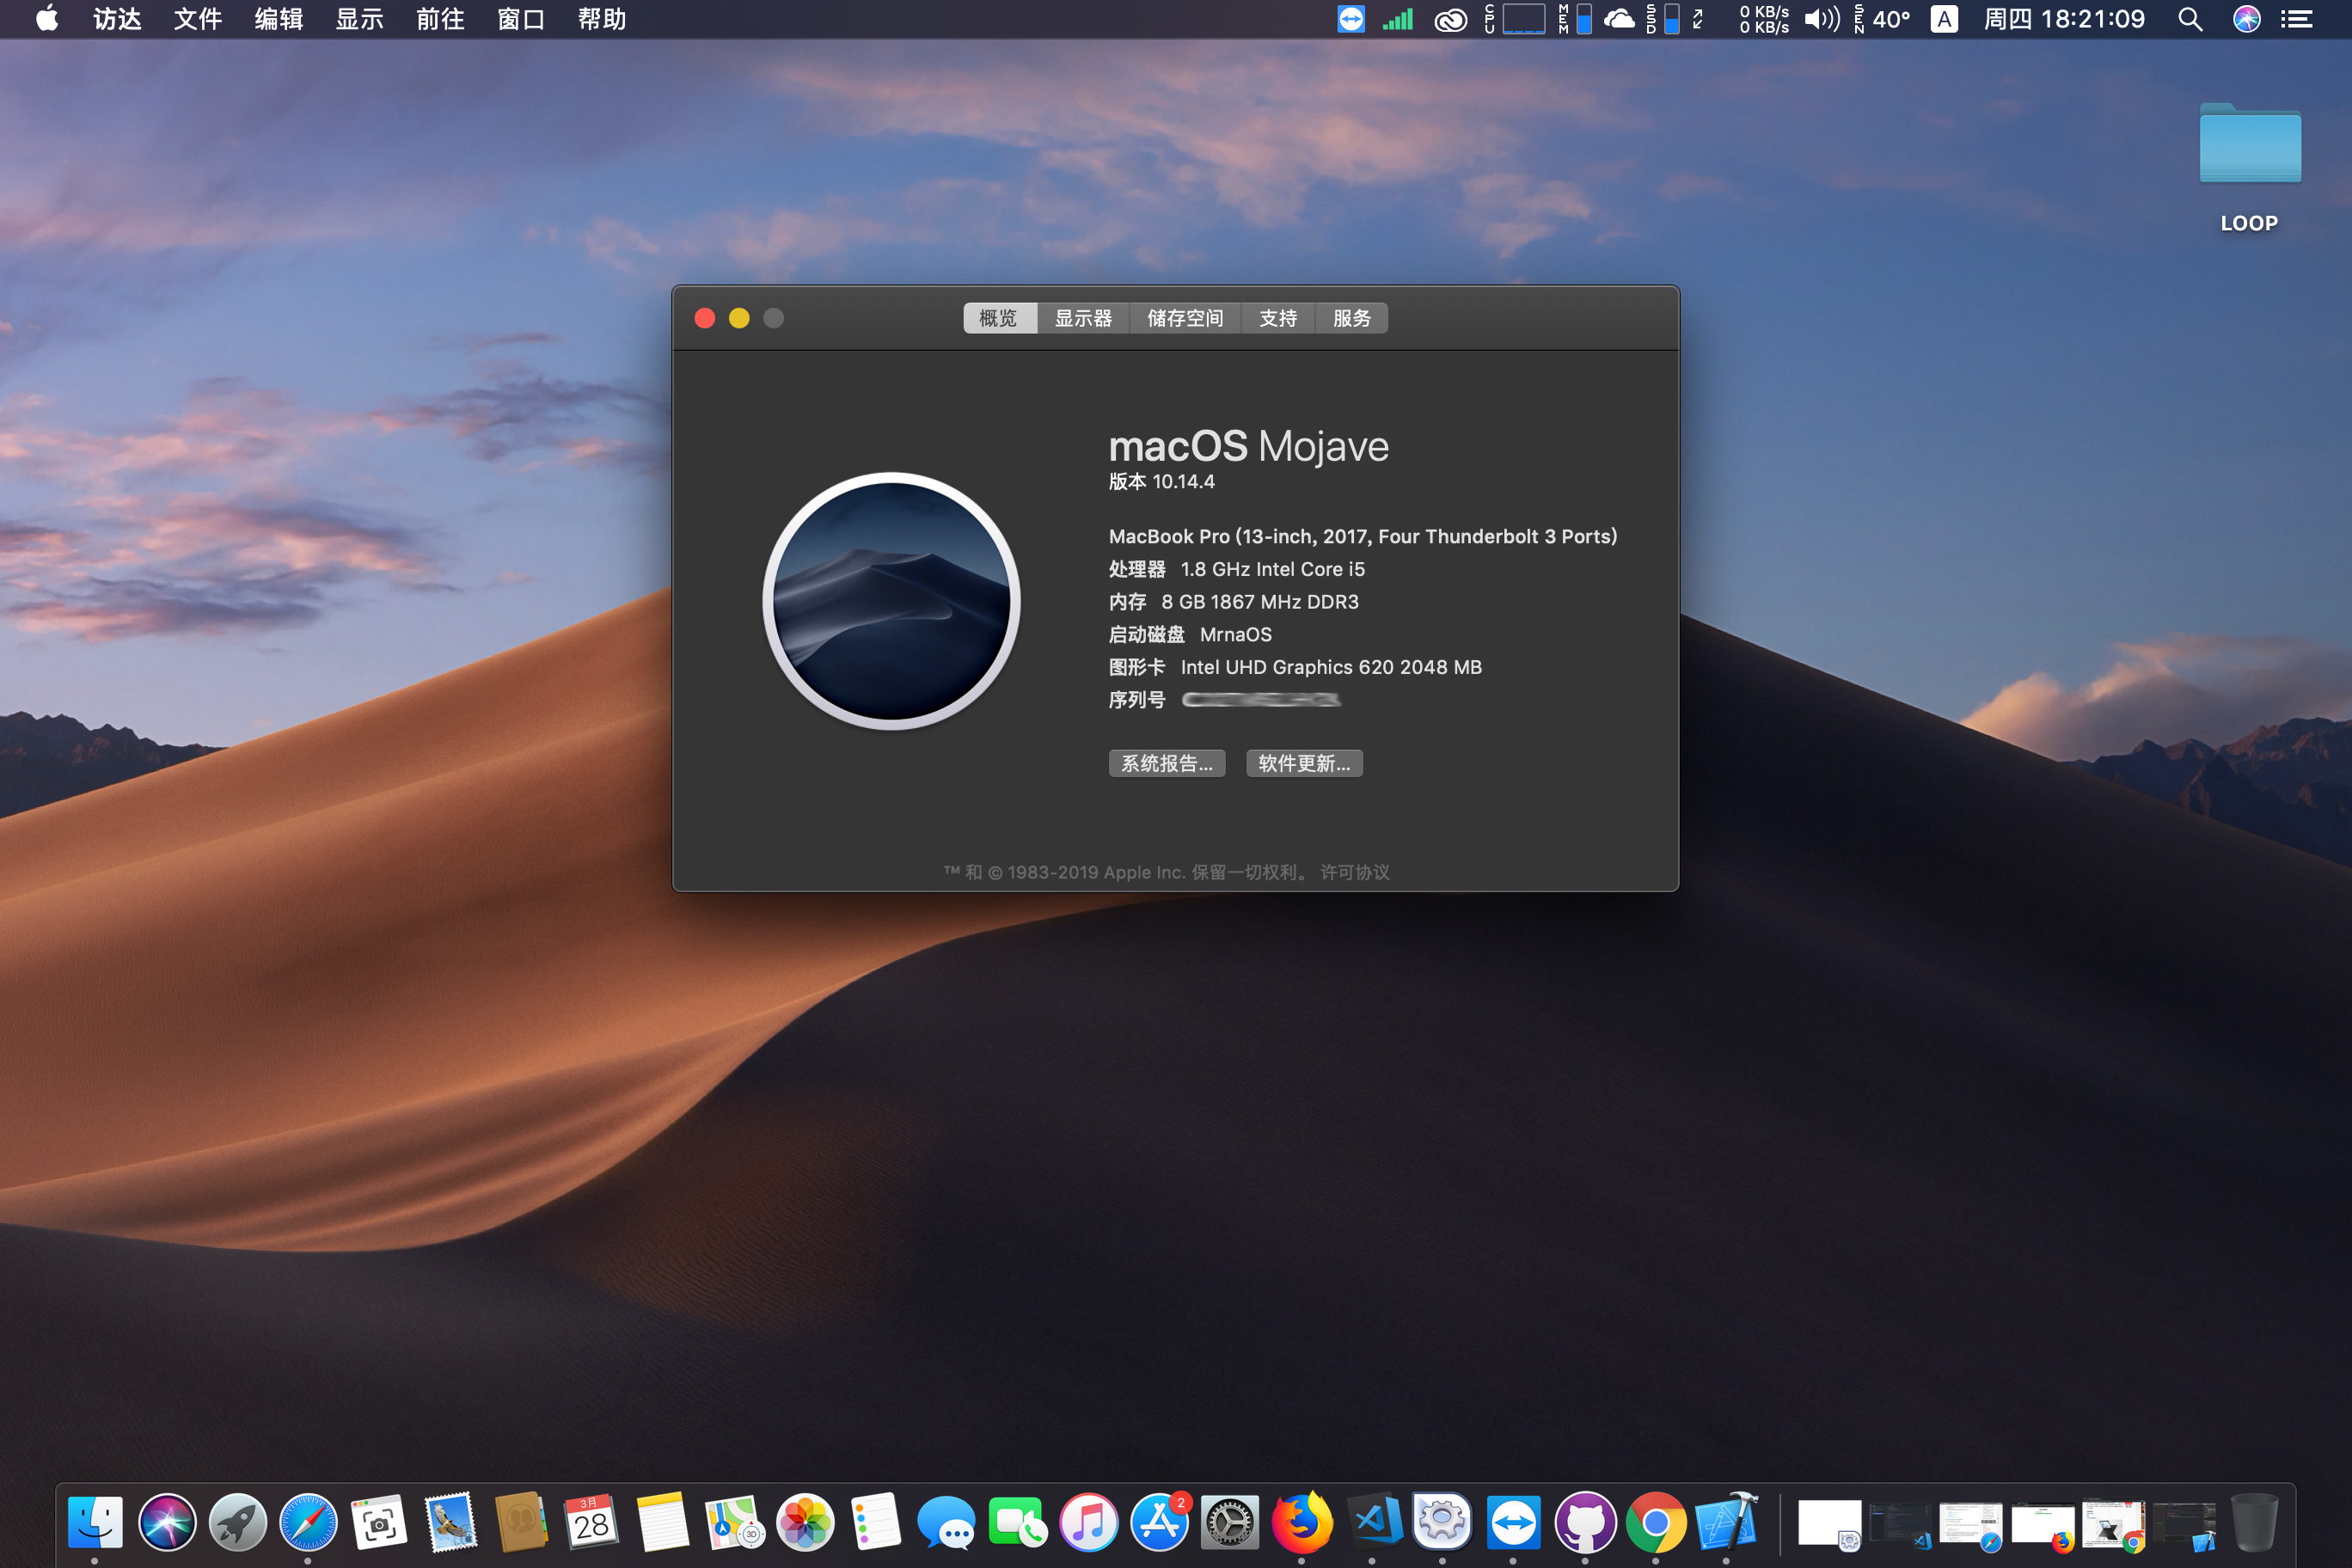 访达 文件 编辑 显示 前往 窗口 帮助
CPU MEM SSD 0 KB/s 0 KB/s SEN 40° A 周四 18:21:09
LOOP
概览 显示器 储存空间 支持 服务
macOS Mojave
版本 10.14.4
MacBook Pro (13-inch, 2017, Four Thunderbolt 3 Ports)
处理器 1.8 GHz Intel Core i5
内存 8 GB 1867 MHz DDR3
启动磁盘 MrnaOS
图形卡 Intel UHD Graphics 620 2048 MB
序列号
系统报告... 软件更新...
™ 和 © 1983-2019 Apple Inc. 保留一切权利。 许可协议
3月
28
3D
2